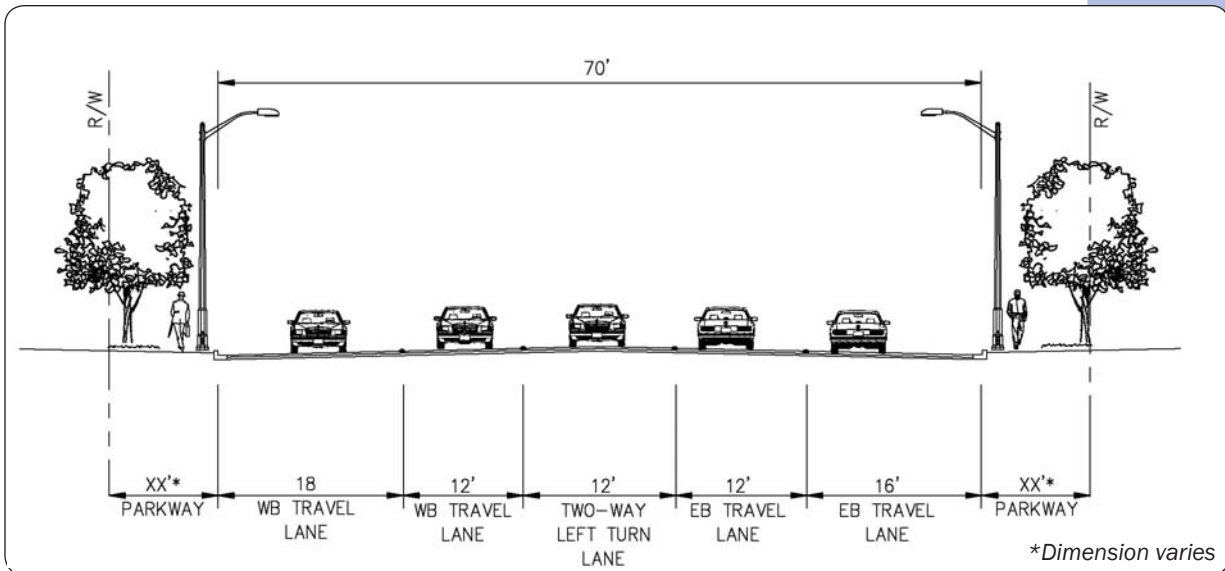 70'
R/W
R/W
XX'*
PARKWAY
18
WB TRAVEL
LANE
12'
WB TRAVEL
LANE
12'
TWO-WAY
LEFT TURN
LANE
12'
EB TRAVEL
LANE
16'
EB TRAVEL
LANE
XX'*
PARKWAY
*Dimension varies